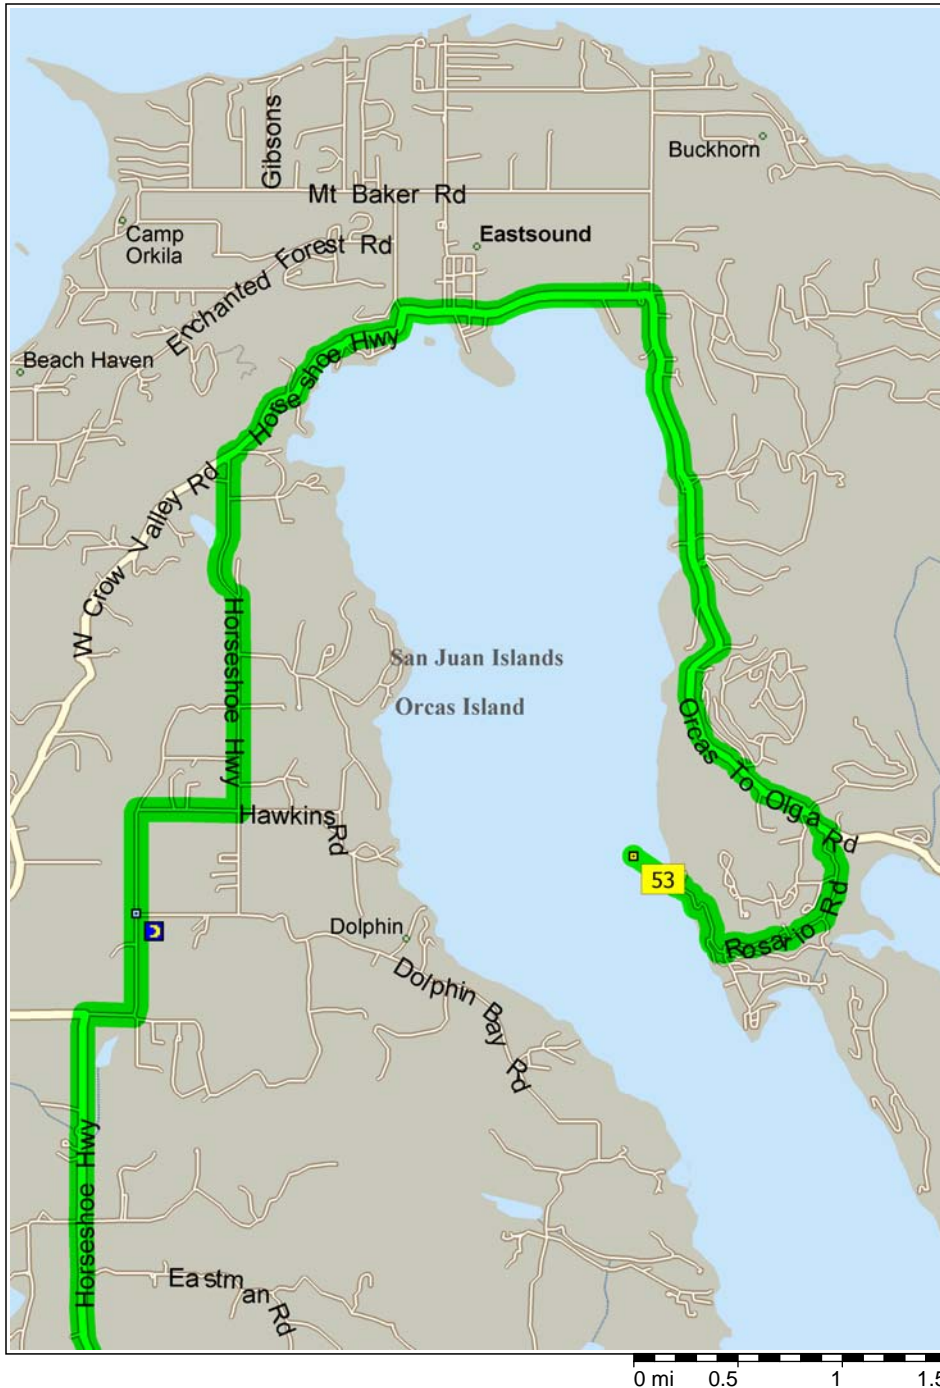 Gibsons
Buckhorn
Mt Baker Rd
Camp
Orkila
Eastsound
Enchanted Forest Rd
Beach Haven
Horseshoe Hwy
W Crow Valley Rd
Horseshoe Hwy
San Juan Islands
Orcas Island
Orcas To Olga Rd
Hawkins Rd
53
Dolphin
Rosario Rd
Dolphin Bay Rd
Horseshoe Hwy
Eastman Rd
0 mi 0.5 1 1.5